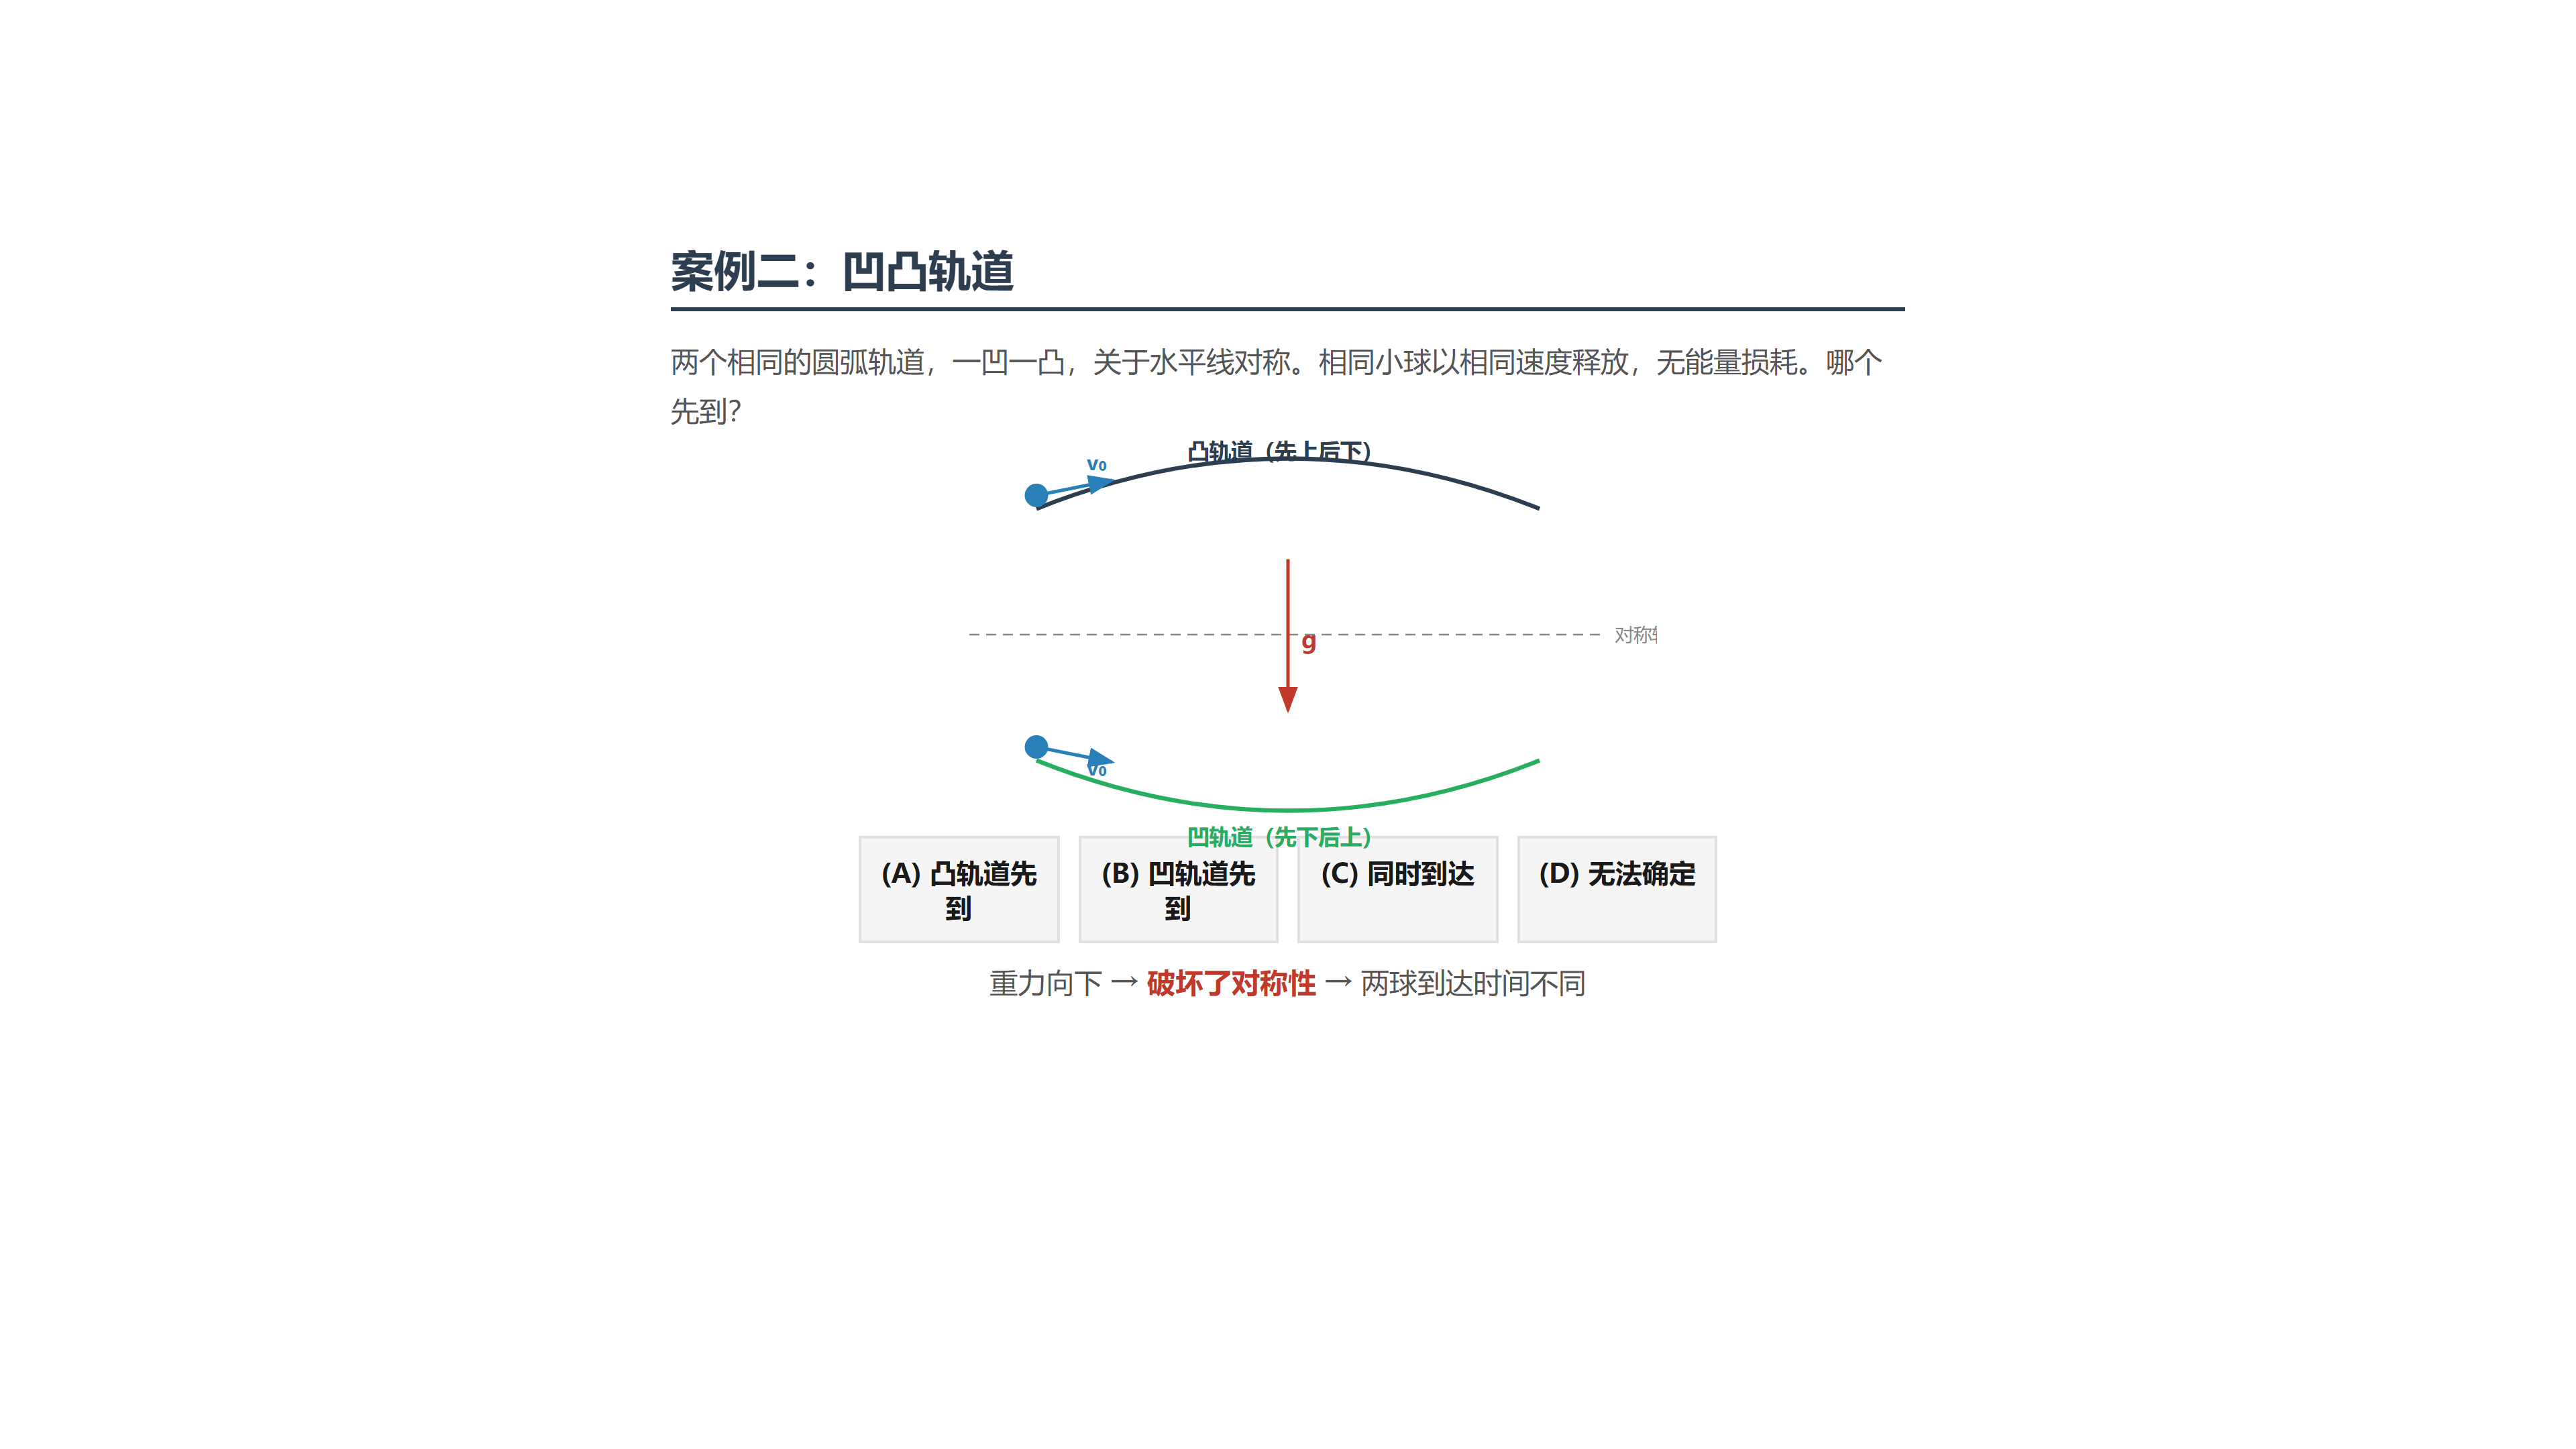 案例二：凹凸轨道
两个相同的圆弧轨道，一凹一凸，关于水平线对称。相同小球以相同速度释放，无能量损耗。哪个
先到？
凸轨道（先上后下）
v₀
g
对称
v₀
凹轨道（先下后上）
(A) 凸轨道先
到
(B) 凹轨道先
到
(C) 同时到达
(D) 无法确定
重力向下 → 破坏了对称性 → 两球到达时间不同